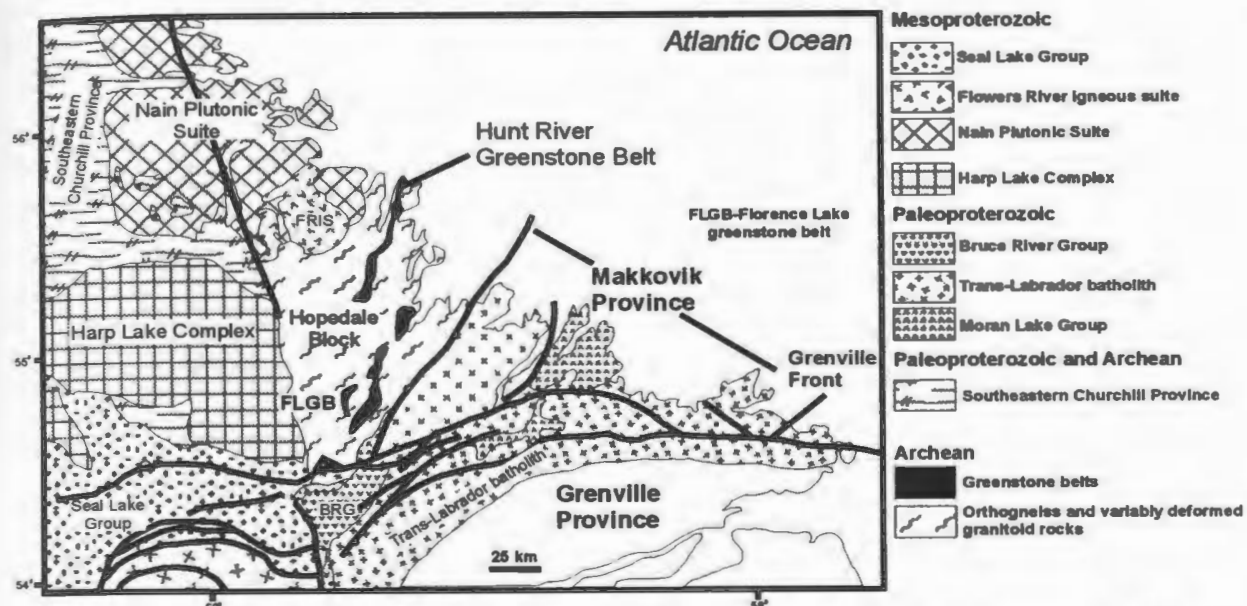 Atlantic Ocean
Southeastern
Churchill Province
Nain Plutonic
Suite
56°
Hunt River
Greenstone Belt
FRIS
FLGB-Florence Lake
greenstone belt
Makkovik
Province
Harp Lake Complex
Hopedale
Block
55°
Grenville
Front
FLGB
Seal Lake
Group
BRG
Trans-Labrador batholith
Grenville
Province
25 km
54°
Mesoproterozoic
Seal Lake Group
Flowers River igneous suite
Nain Plutonic Suite
Harp Lake Complex
Paleoproterozoic
Bruce River Group
Trans-Labrador batholith
Moran Lake Group
Paleoproterozoic and Archean
Southeastern Churchill Province
Archean
Greenstone belts
Orthogneiss and variably deformed
granitoid rocks